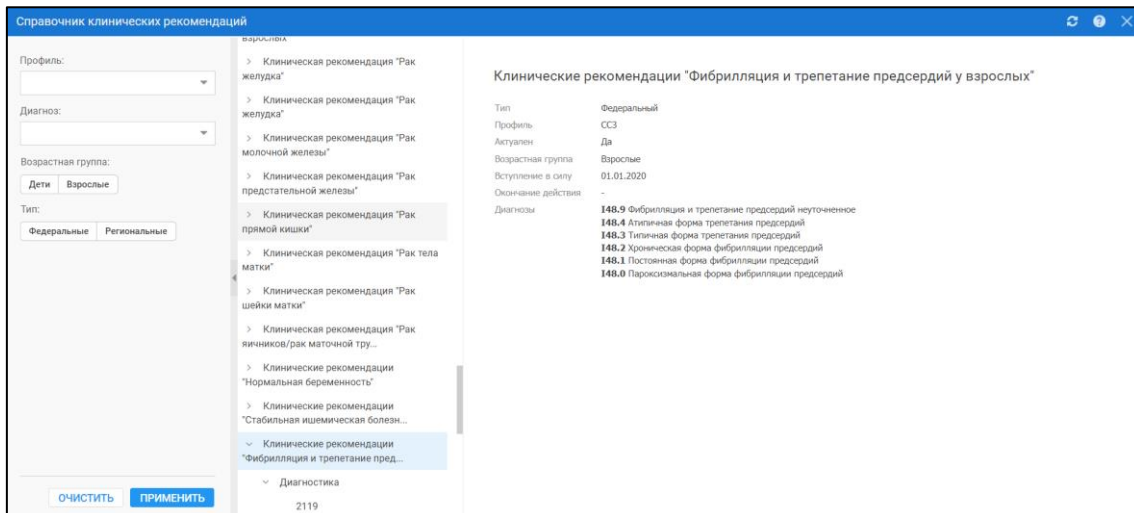 Справочник клинических рекомендаций
Профиль:
Диагноз:
Возрастная группа:
Дети Взрослые
Тип:
Федеральные Региональные
ОЧИСТИТЬ ПРИМЕНИТЬ
взрослых
Клиническая рекомендация "Рак
желудка"
Клиническая рекомендация "Рак
желудка"
Клиническая рекомендация "Рак
молочной железы"
Клиническая рекомендация "Рак
предстательной железы"
Клиническая рекомендация "Рак
прямой кишки"
Клиническая рекомендация "Рак тела
матки"
Клиническая рекомендация "Рак
шейки матки"
Клиническая рекомендация "Рак
яичников/рак маточной тру...
Клинические рекомендации
"Нормальная беременность"
Клинические рекомендации
"Стабильная ишемическая болезн...
Клинические рекомендации
"Фибрилляция и трепетание пред...
Диагностика
2119
Клинические рекомендации "Фибрилляция и трепетание предсердий у взрослых"
Тип Федеральный
Профиль ССЗ
Актуален Да
Возрастная группа Взрослые
Вступление в силу 01.01.2020
Окончание действия -
Диагнозы I48.9 Фибрилляция и трепетание предсердий неуточненное
I48.4 Атипичная форма трепетания предсердий
I48.3 Типичная форма трепетания предсердий
I48.2 Хроническая форма фибрилляции предсердий
I48.1 Постоянная форма фибрилляции предсердий
I48.0 Пароксизмальная форма фибрилляции предсердий